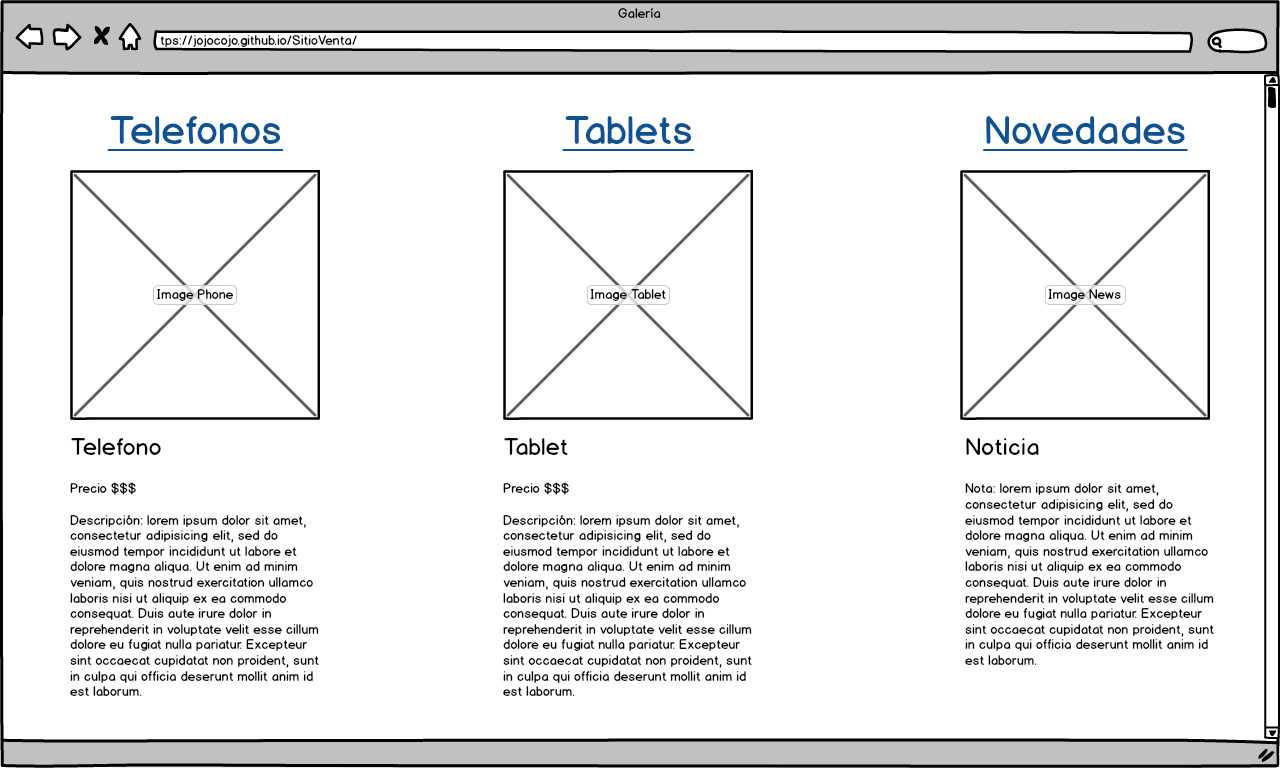 Galería
tps://jojocojo.github.io/SitioVenta/
Telefonos
Tablets
Novedades
Image Phone
Image Tablet
Image News
Telefono
Precio $$$
Descripción: lorem ipsum dolor sit amet,
consectetur adipisicing elit, sed do
eiusmod tempor incididunt ut labore et
dolore magna aliqua. Ut enim ad minim
veniam, quis nostrud exercitation ullamco
laboris nisi ut aliquip ex ea commodo
consequat. Duis aute irure dolor in
reprehenderit in voluptate velit esse cillum
dolore eu fugiat nulla pariatur. Excepteur
sint occaecat cupidatat non proident, sunt
in culpa qui officia deserunt mollit anim id
est laborum.
Tablet
Precio $$$
Descripción: lorem ipsum dolor sit amet,
consectetur adipisicing elit, sed do
eiusmod tempor incididunt ut labore et
dolore magna aliqua. Ut enim ad minim
veniam, quis nostrud exercitation ullamco
laboris nisi ut aliquip ex ea commodo
consequat. Duis aute irure dolor in
reprehenderit in voluptate velit esse cillum
dolore eu fugiat nulla pariatur. Excepteur
sint occaecat cupidatat non proident, sunt
in culpa qui officia deserunt mollit anim id
est laborum.
Noticia
Nota: lorem ipsum dolor sit amet,
consectetur adipisicing elit, sed do
eiusmod tempor incididunt ut labore et
dolore magna aliqua. Ut enim ad minim
veniam, quis nostrud exercitation ullamco
laboris nisi ut aliquip ex ea commodo
consequat. Duis aute irure dolor in
reprehenderit in voluptate velit esse cillum
dolore eu fugiat nulla pariatur. Excepteur
sint occaecat cupidatat non proident, sunt
in culpa qui officia deserunt mollit anim id
est laborum.